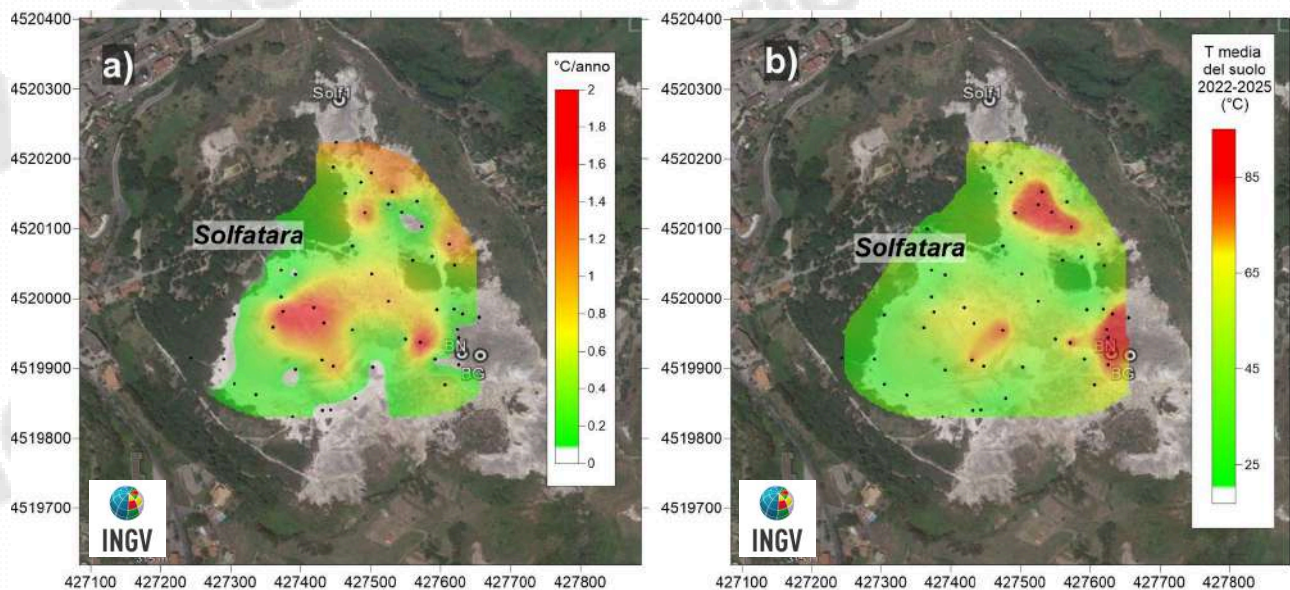 4520400
4520300
4520200
4520100
4520000
4519900
4519800
4519700
427100 427200 427300 427400 427500 427600 427700 427800
a)
Solf1
Solfatara
BN
BG
°C/anno
2
1.8
1.6
1.4
1.2
1
0.8
0.6
0.4
0.2
0
INGV
4520400
4520300
4520200
4520100
4520000
4519900
4519800
4519700
427100 427200 427300 427400 427500 427600 427700 427800
b)
Solf1
Solfatara
BN
BG
T media
del suolo
2022-2025
(°C)
85
65
45
25
INGV